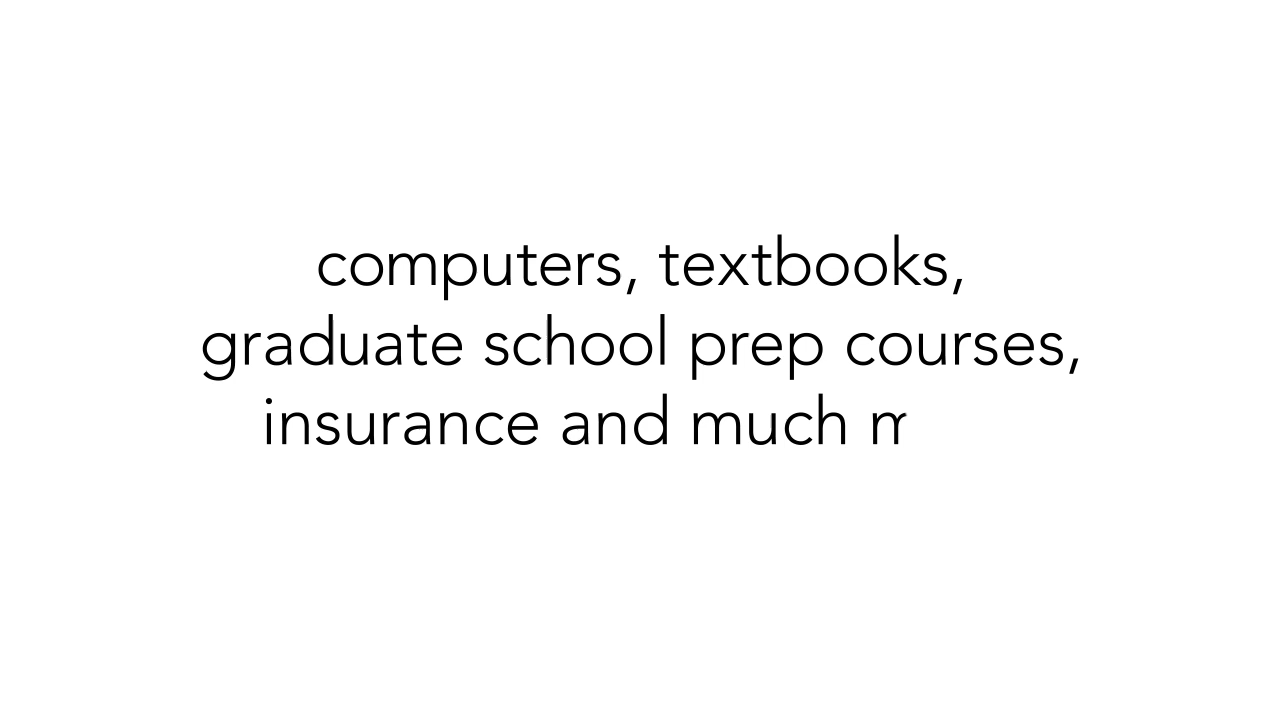 computers, textbooks,
graduate school prep courses,
insurance and much